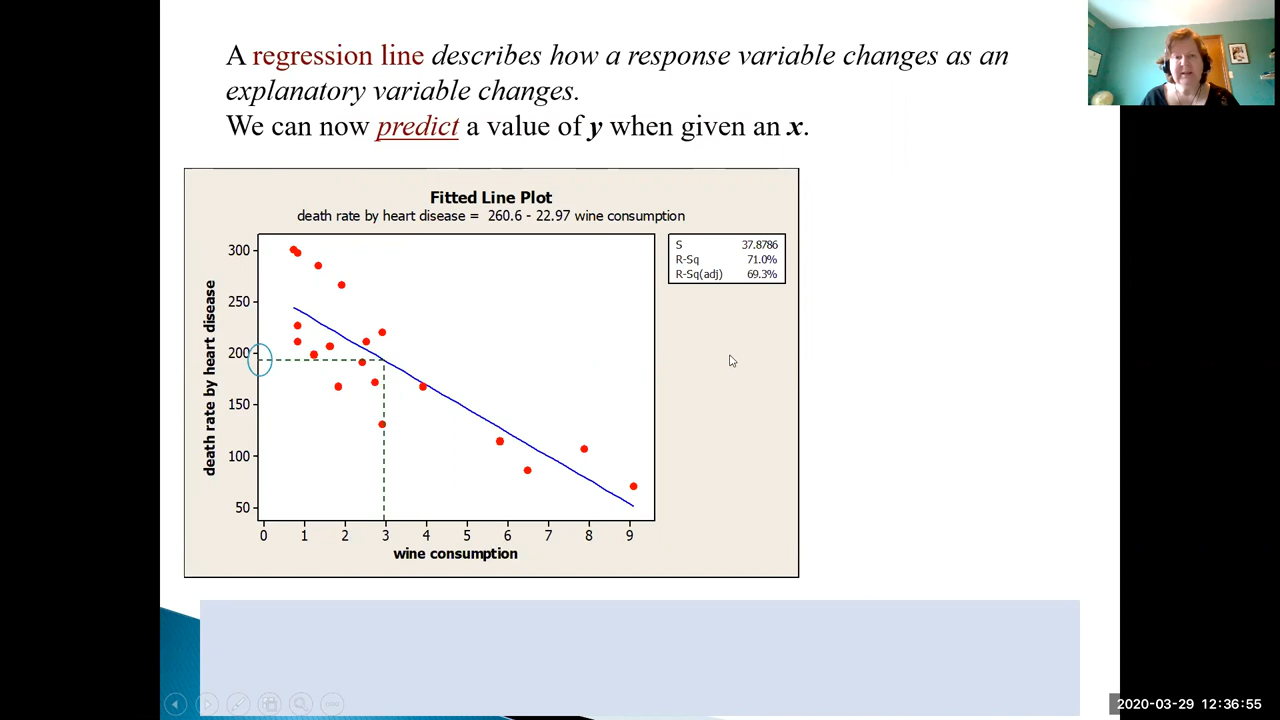 A regression line describes how a response variable changes as an
explanatory variable changes.
We can now predict a value of y when given an x.
Fitted Line Plot
death rate by heart disease = 260.6 - 22.97 wine consumption
S 37.8786
R-Sq 71.0%
R-Sq(adj) 69.3%
death rate by heart disease
300
250
200
150
100
50
0 1 2 3 4 5 6 7 8 9
wine consumption
2020-03-29 12:36:55